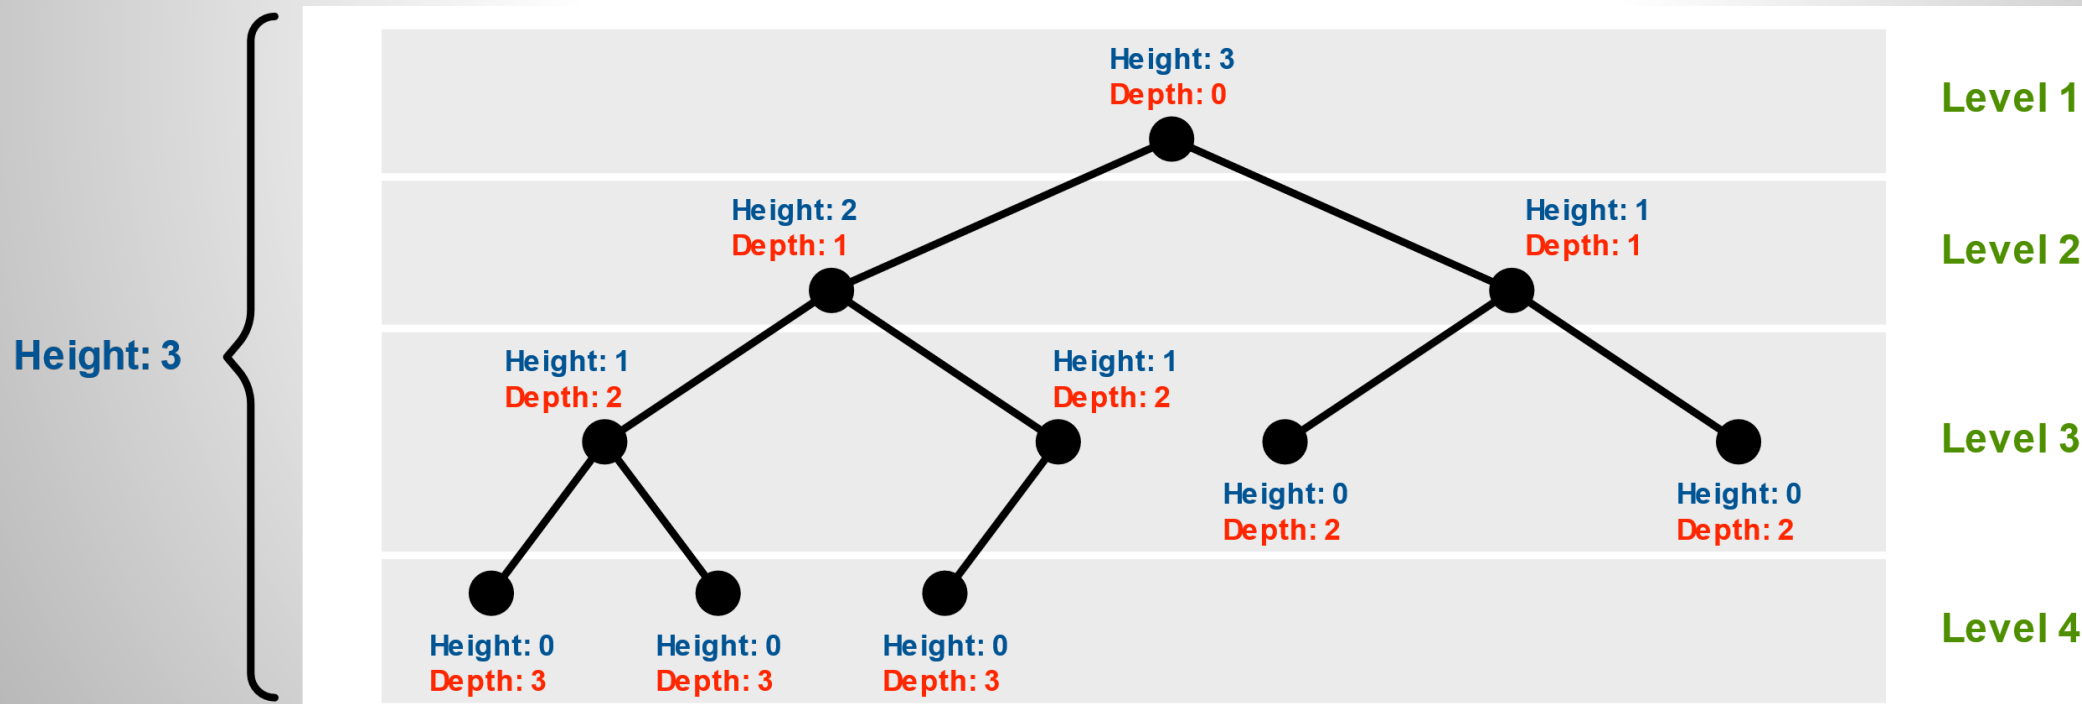 Height: 3
Depth: 0
Level 1
Height: 2
Depth: 1
Height: 1
Depth: 1
Level 2
Height: 3
Height: 1
Depth: 2
Height: 1
Depth: 2
Height: 0
Depth: 2
Height: 0
Depth: 2
Level 3
Height: 0
Depth: 3
Height: 0
Depth: 3
Height: 0
Depth: 3
Level 4